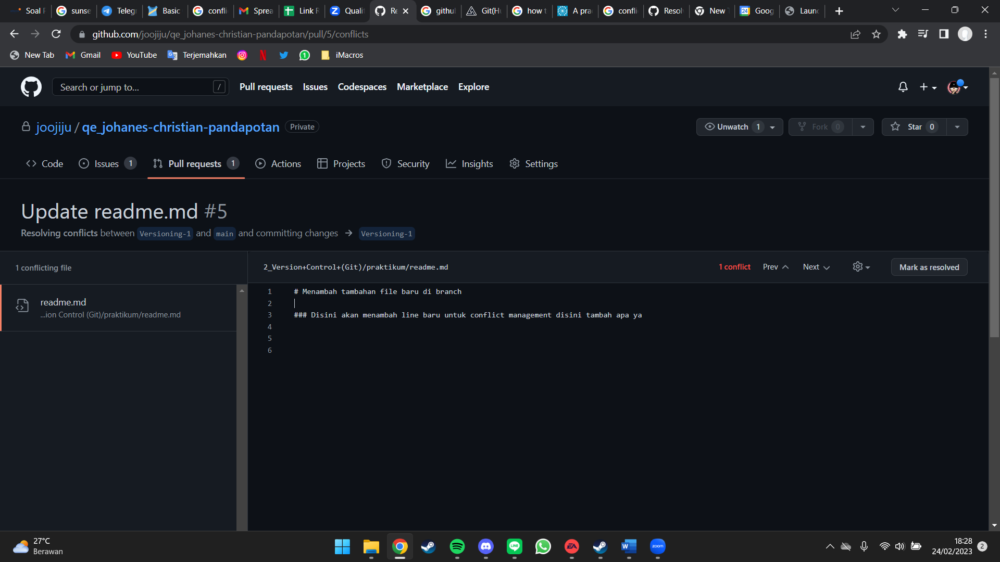 Soal
sunse
Telegr
Basic
confli
Sprea
Link R
Quali
Re
githul
Git(Hu
how t
A pra
confli
Resol
New T
Goog
Launc
github.com/joojiju/qe_johanes-christian-pandapotan/pull/5/conflicts
New Tab
Gmail
YouTube
Terjemahkan
iMacros
Search or jump to...
/
Pull requests
Issues
Codespaces
Marketplace
Explore
joojiju / qe_johanes-christian-pandapotan
Private
Unwatch 1
Fork 0
Star 0
Code
Issues 1
Pull requests 1
Actions
Projects
Security
Insights
Settings
Update readme.md #5
Resolving conflicts between Versioning-1 and main and committing changes → Versioning-1
1 conflicting file
readme.md
...ion Control (Git)/praktikum/readme.md
2_Version+Control+(Git)/praktikum/readme.md
1 conflict
Prev
Next
Mark as resolved
1 # Menambah tambahan file baru di branch
2
3 ### Disini akan menambah line baru untuk conflict management disini tambah apa ya
4
5
6
27°C
Berawan
LINE
EA
W
zoom
18:28
24/02/2023
2